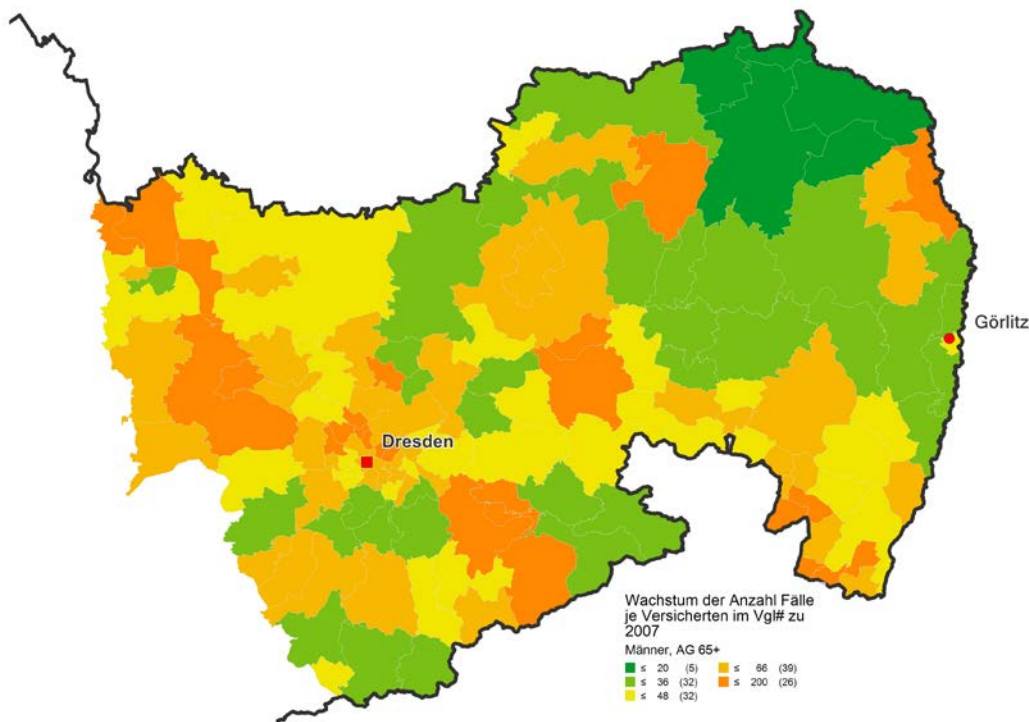 Görlitz
Dresden
Wachstum der Anzahl Fälle
je Versicherten im Vgl# zu
2007
Männer, AG 65+
≤ 20 (5)
≤ 36 (32)
≤ 48 (32)
≤ 66 (39)
≤ 200 (26)